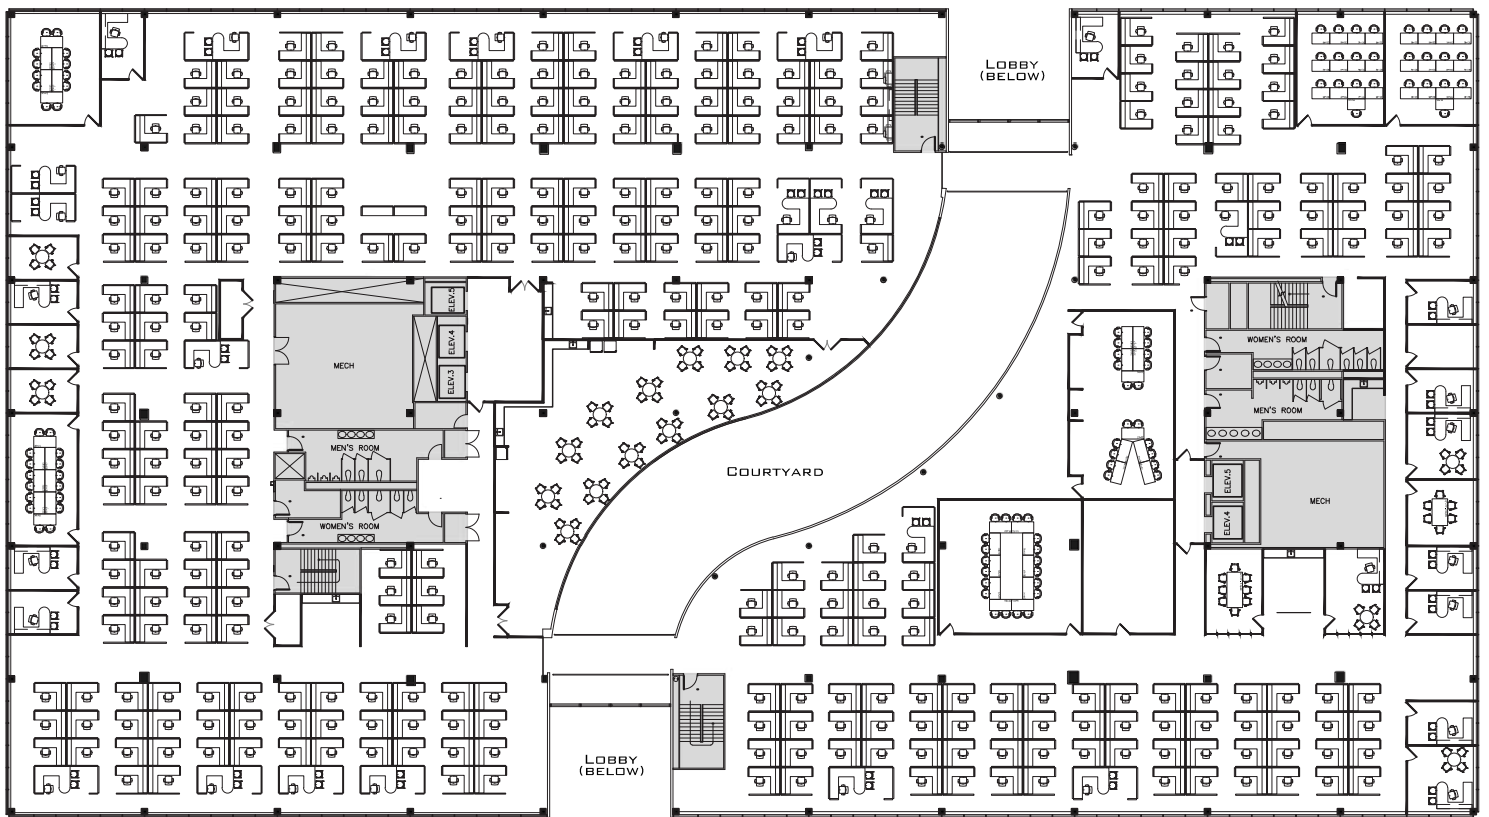 LOBBY
(BELOW)
ELEV.5
ELEV.4
MECH
ELEV.3
WOMEN'S ROOM
MEN'S ROOM
MEN'S ROOM
COURTYARD
ELEV.5
MECH
ELEV.4
WOMEN'S ROOM
LOBBY
(BELOW)